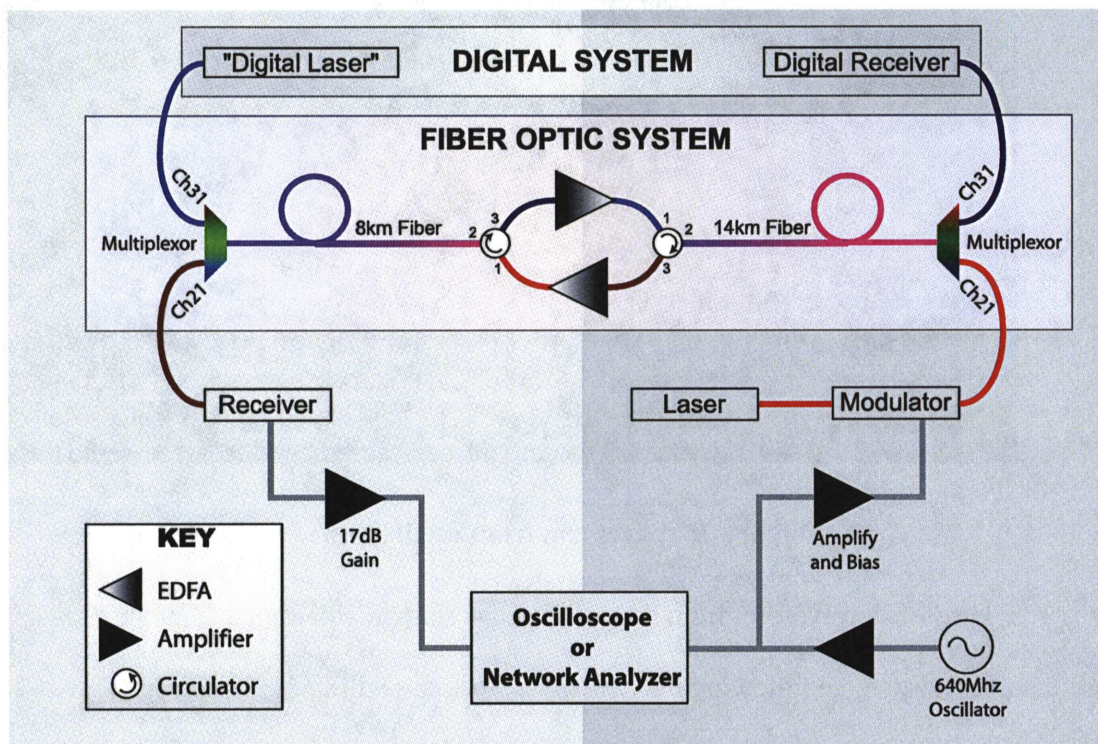 "Digital Laser"
DIGITAL SYSTEM
Digital Receiver
FIBER OPTIC SYSTEM
Ch31
Ch31
3
1
8km Fiber
2
2
14km Fiber
Multiplexor
Multiplexor
1
3
Ch21
Ch21
Receiver
Laser
Modulator
17dB
Gain
Amplify
and Bias
KEY
EDFA
Amplifier
Circulator
Oscilloscope
or
Network Analyzer
640Mhz
Oscillator